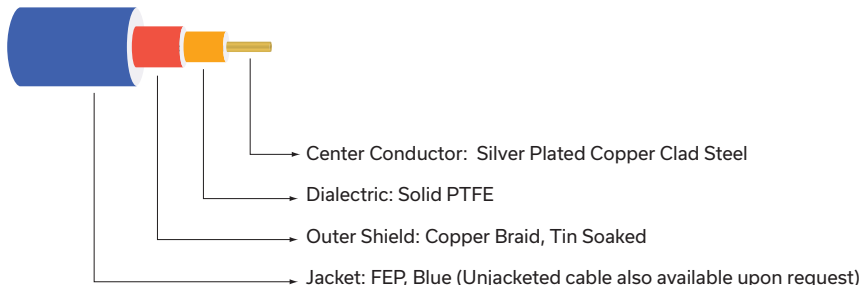 Center Conductor: Silver Plated Copper Clad Steel
Dialectric: Solid PTFE
Outer Shield: Copper Braid, Tin Soaked
Jacket: FEP, Blue (Unjacketed cable also available upon request)